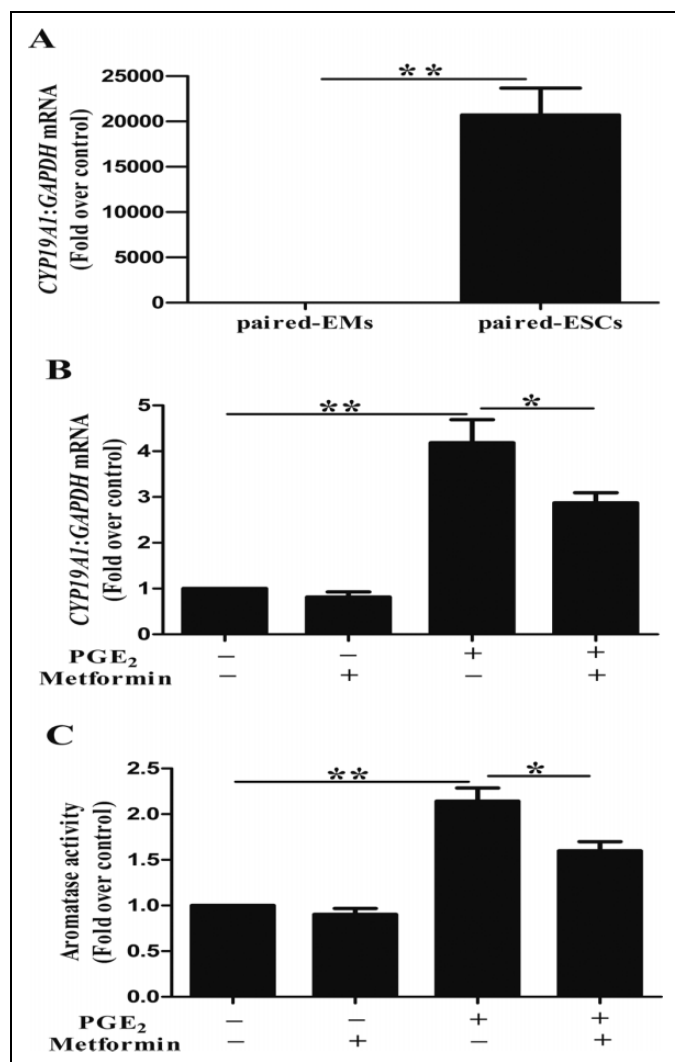 A
**
CYP19A1:GAPDH mRNA
(Fold over control)
25000
20000
15000
10000
5000
0
paired-EMs paired-ESCs
B
** *
CYP19A1:GAPDH mRNA
(Fold over control)
5
4
3
2
1
0
PGE₂ – – + +
Metformin – + – +
C
** *
Aromatase activity
(Fold over control)
2.5
2.0
1.5
1.0
0.5
0.0
PGE₂ – – + +
Metformin – + – +